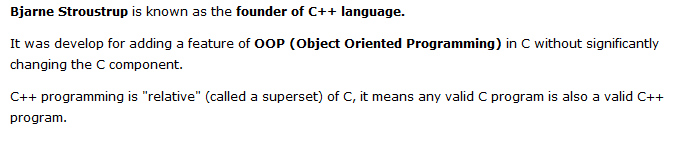 Bjarne Stroustrup is known as the founder of C++ language.
It was develop for adding a feature of OOP (Object Oriented Programming) in C without significantly
changing the C component.
C++ programming is "relative" (called a superset) of C, it means any valid C program is also a valid C++
program.